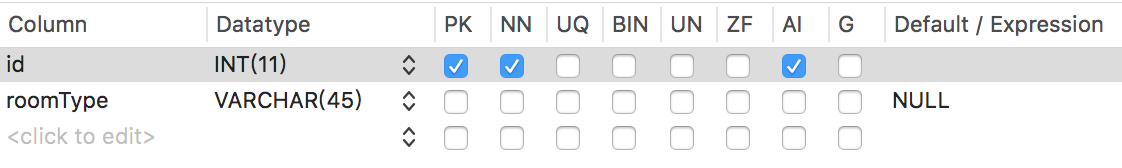 Column Datatype PK NN UQ BIN UN ZF AI G Default / Expression
id INT(11)
roomType VARCHAR(45) NULL
<click to edit>